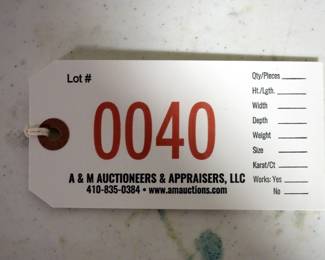 Lot #
0040
A & M AUCTIONEERS & APPRAISERS, LLC
410-835-0384 • www.amauctions.com
Qty/Pieces
Ht./Lgth.
Width
Depth
Weight
Size
Karat/Ct
Works: Yes
No